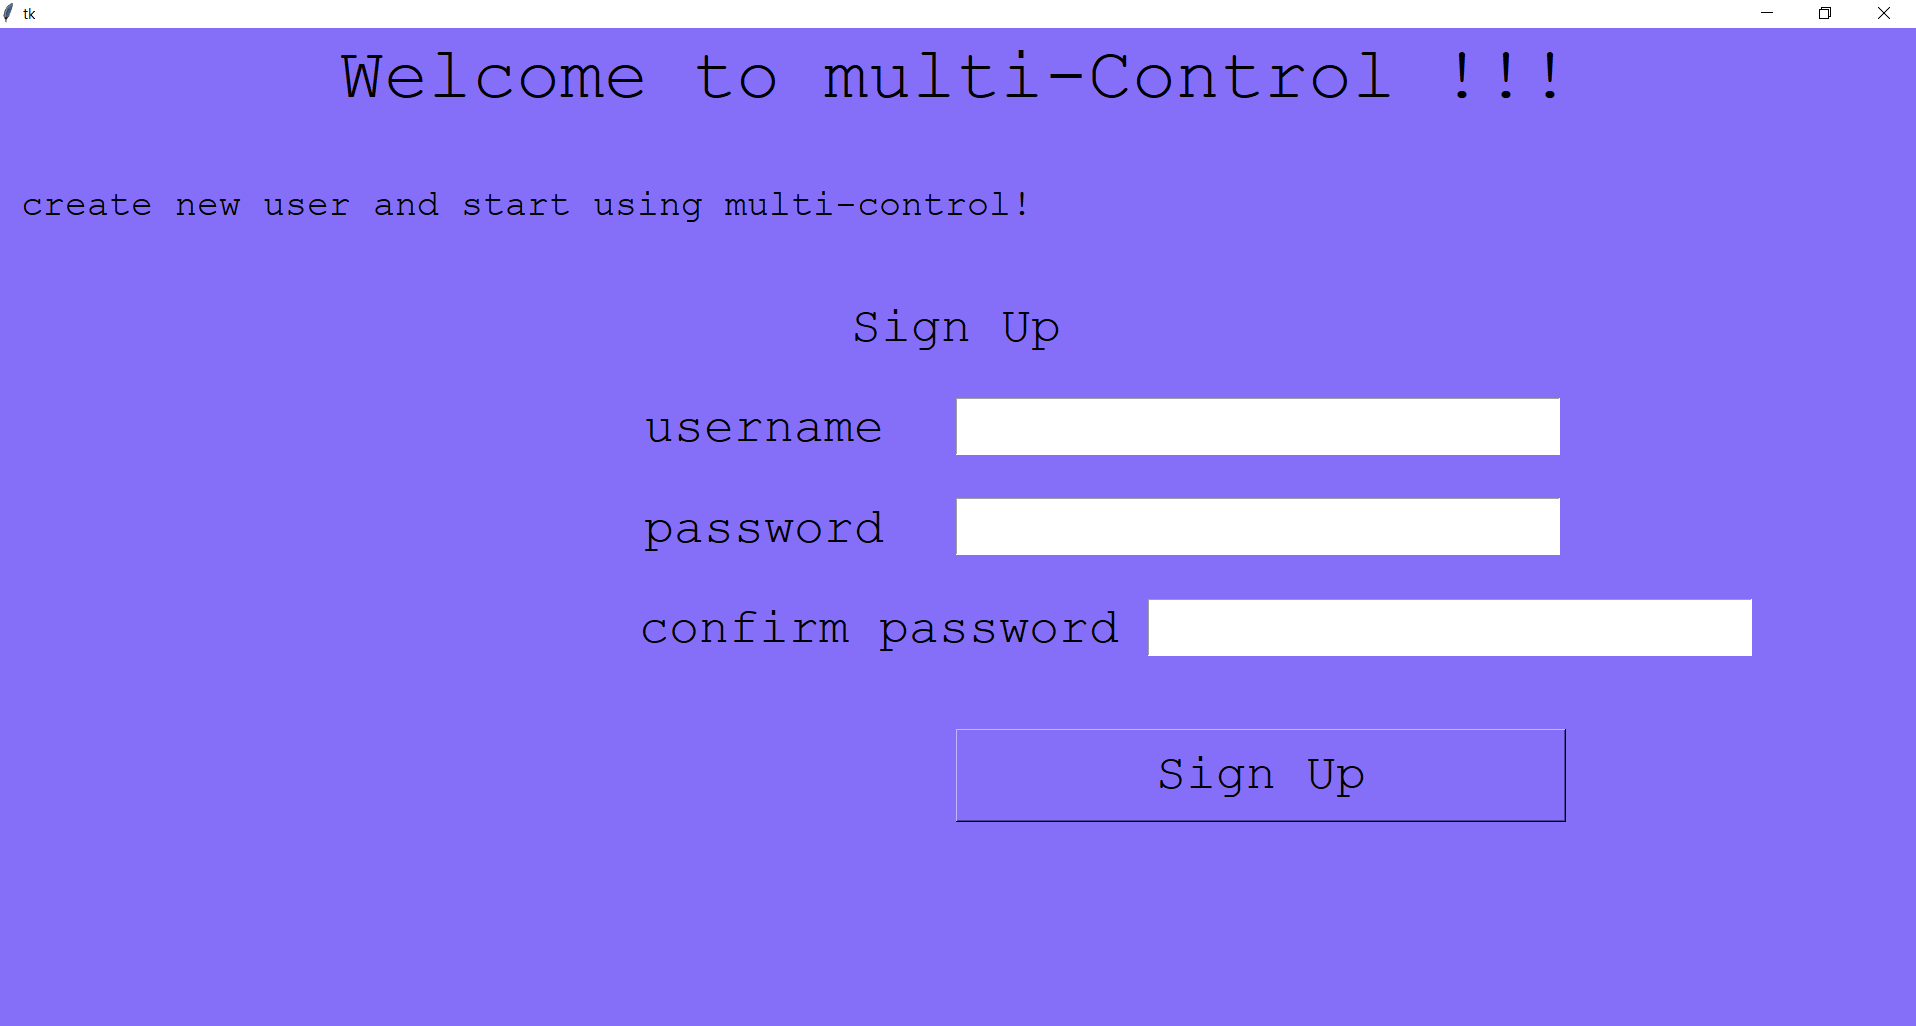 tk
Welcome to multi-Control !!!
create new user and start using multi-control!
Sign Up
username
password
confirm password
Sign Up